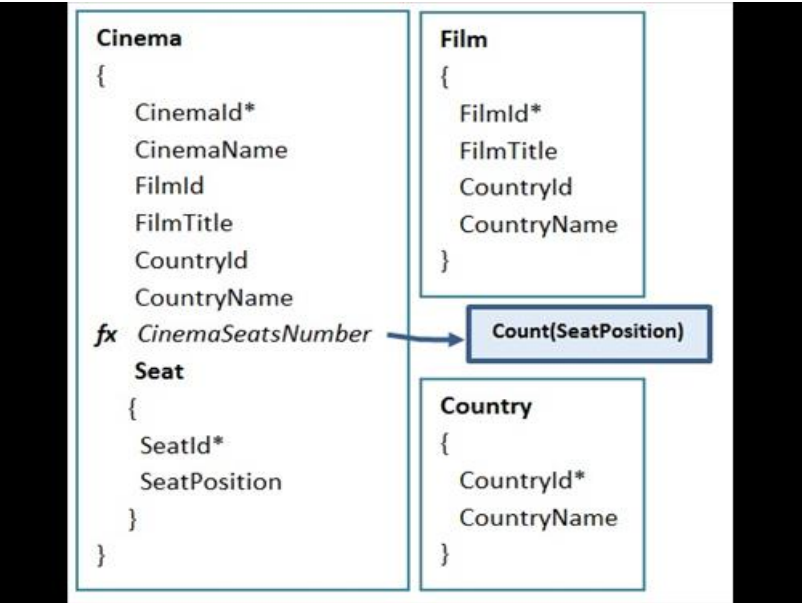 Cinema
{
CinemaId*
CinemaName
FilmId
FilmTitle
CountryId
CountryName
fx CinemaSeatsNumber
Seat
{
SeatId*
SeatPosition
}
}
Film
{
FilmId*
FilmTitle
CountryId
CountryName
}
Count(SeatPosition)
Country
{
CountryId*
CountryName
}